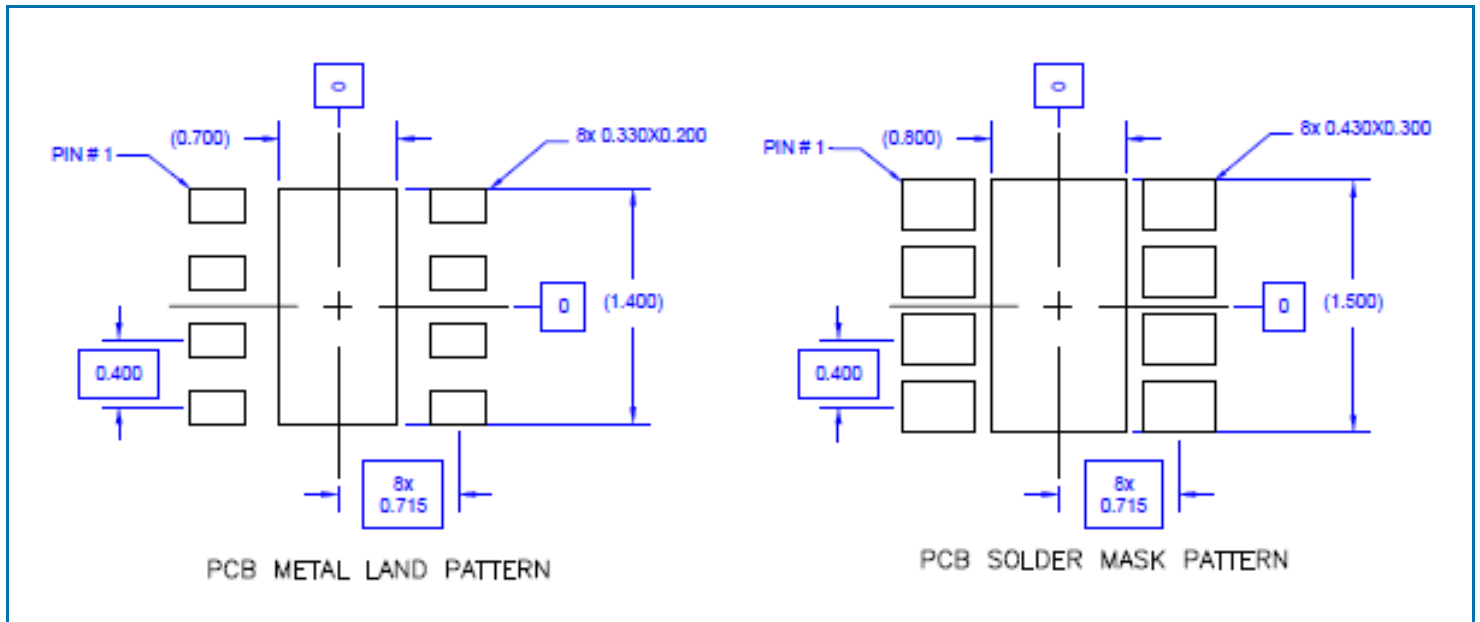 0
(0.700)
8x 0.330X0.200
PIN # 1
0
(1.400)
0.400
8x
0.715
PCB METAL LAND PATTERN
0
(0.800)
8x 0.430X0.300
PIN # 1
0
(1.500)
0.400
8x
0.715
PCB SOLDER MASK PATTERN